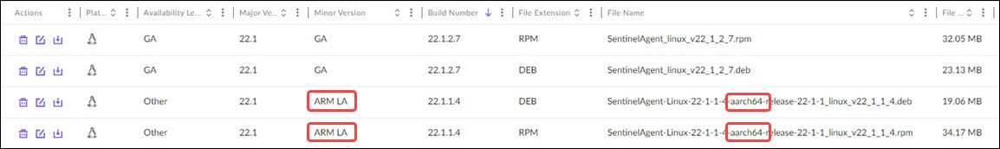 Actions Plat... Availability Le... Major Ve... Minor Version Build Number File Extension File Name File ...
GA 22.1 GA 22.1.2.7 RPM SentinelAgent_linux_v22_1_2_7.rpm 32.05 MB
GA 22.1 GA 22.1.2.7 DEB SentinelAgent_linux_v22_1_2_7.deb 23.13 MB
Other 22.1 ARM LA 22.1.1.4 DEB SentinelAgent-Linux-22-1-1-4-aarch64-release-22-1-1_linux_v22_1_1_4.deb 19.06 MB
Other 22.1 ARM LA 22.1.1.4 RPM SentinelAgent-Linux-22-1-1-4-aarch64-release-22-1-1_linux_v22_1_1_4.rpm 34.17 MB